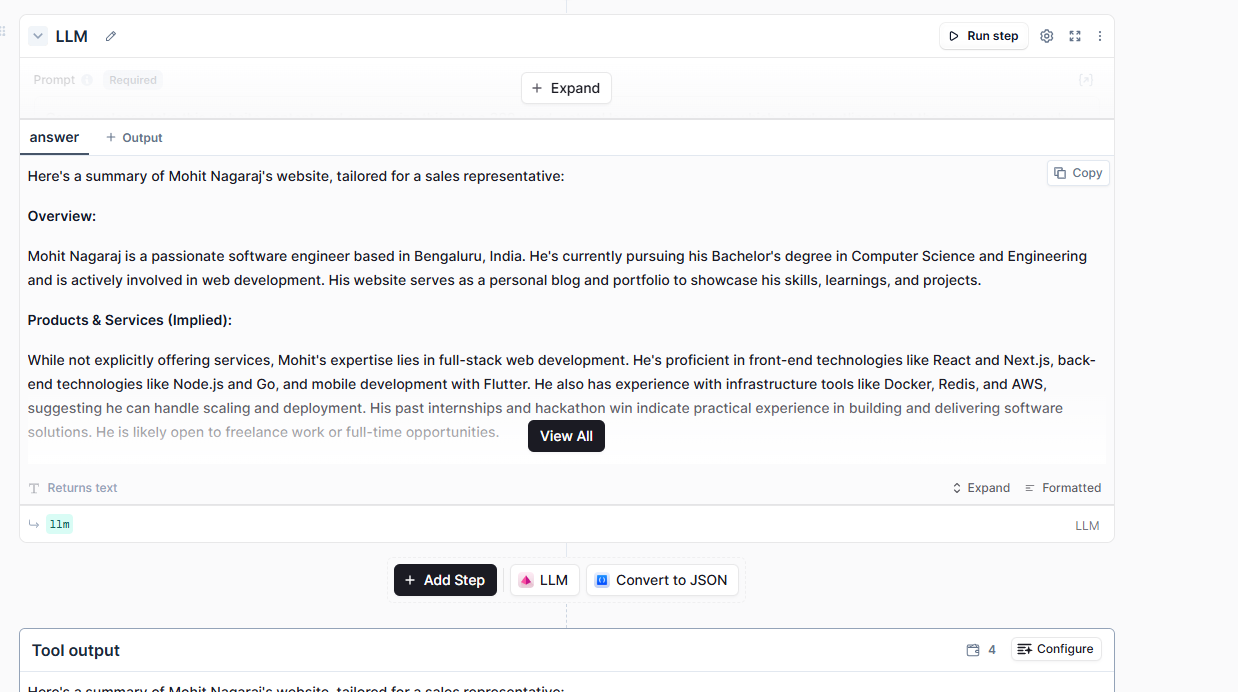 LLM
Run step
Prompt Required
Expand
answer Output
Here's a summary of Mohit Nagaraj's website, tailored for a sales representative:
Copy
Overview:
Mohit Nagaraj is a passionate software engineer based in Bengaluru, India. He's currently pursuing his Bachelor's degree in Computer Science and Engineering
and is actively involved in web development. His website serves as a personal blog and portfolio to showcase his skills, learnings, and projects.
Products & Services (Implied):
While not explicitly offering services, Mohit's expertise lies in full-stack web development. He's proficient in front-end technologies like React and Next.js, back-
end technologies like Node.js and Go, and mobile development with Flutter. He also has experience with infrastructure tools like Docker, Redis, and AWS,
suggesting he can handle scaling and deployment. His past internships and hackathon win indicate practical experience in building and delivering software
solutions. He is likely open to freelance work or full-time opportunities.
View All
Returns text
Expand Formatted
llm
LLM
+ Add Step LLM Convert to JSON
Tool output
4 Configure
Here's a summary of Mohit Nagaraj's website, tailored for a sales representative: